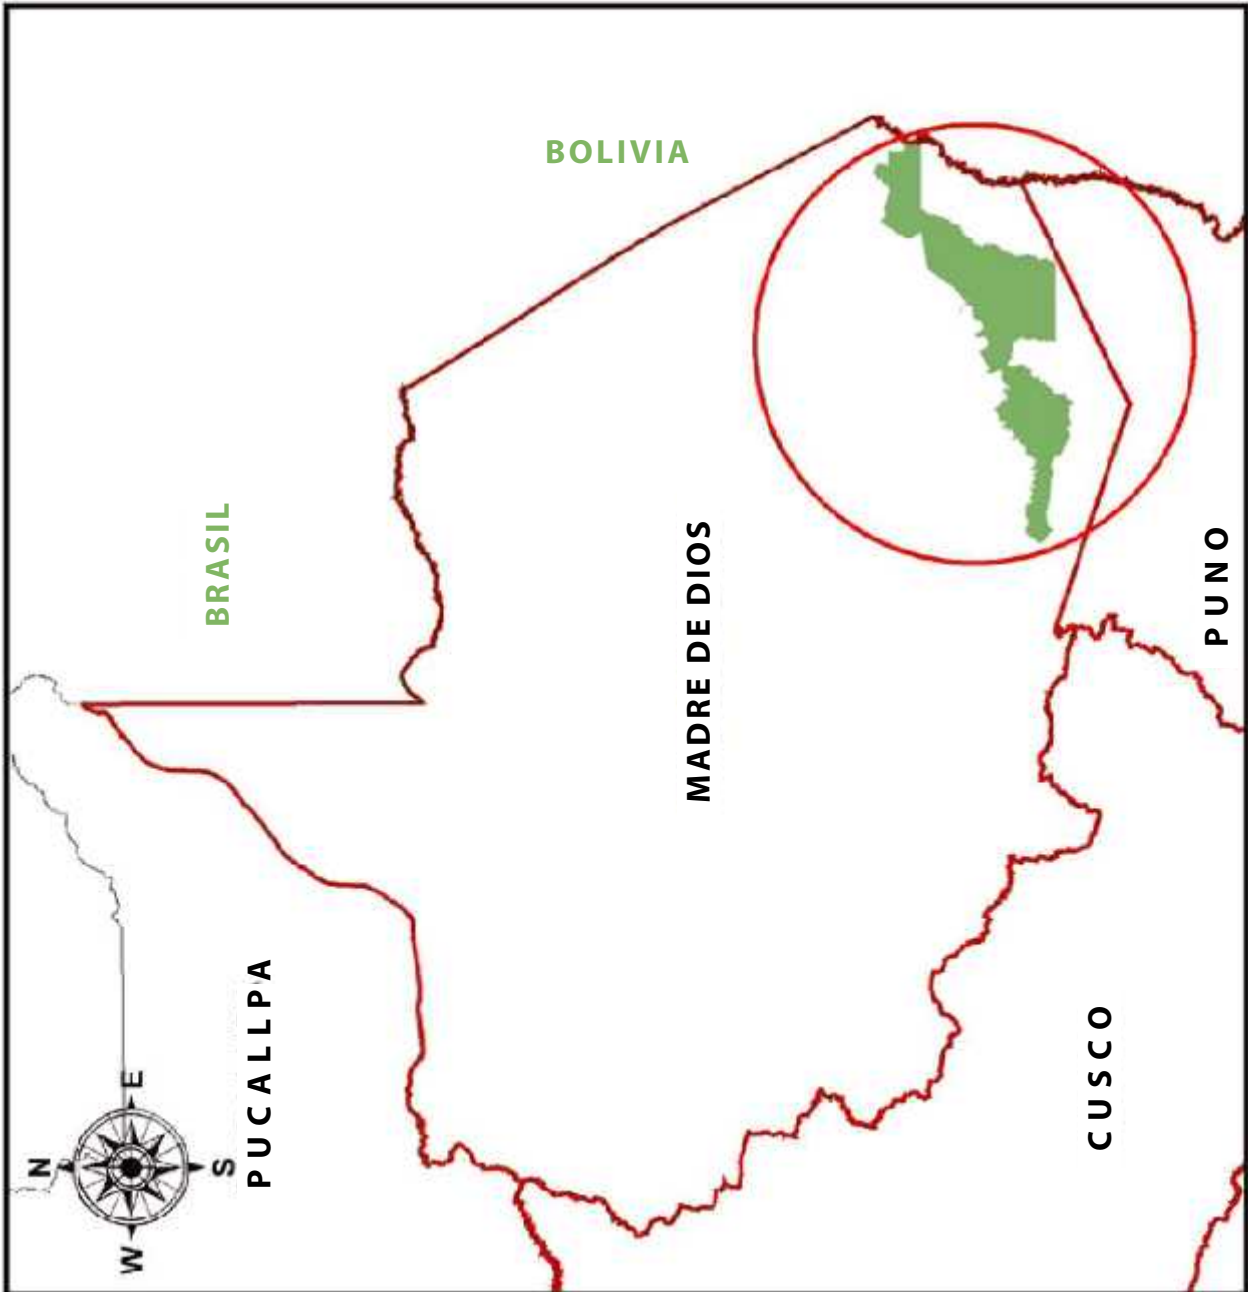 N
W
E
S
BRASIL
PUCALLPA
BOLIVIA
MADRE DE DIOS
CUSCO
PUNO